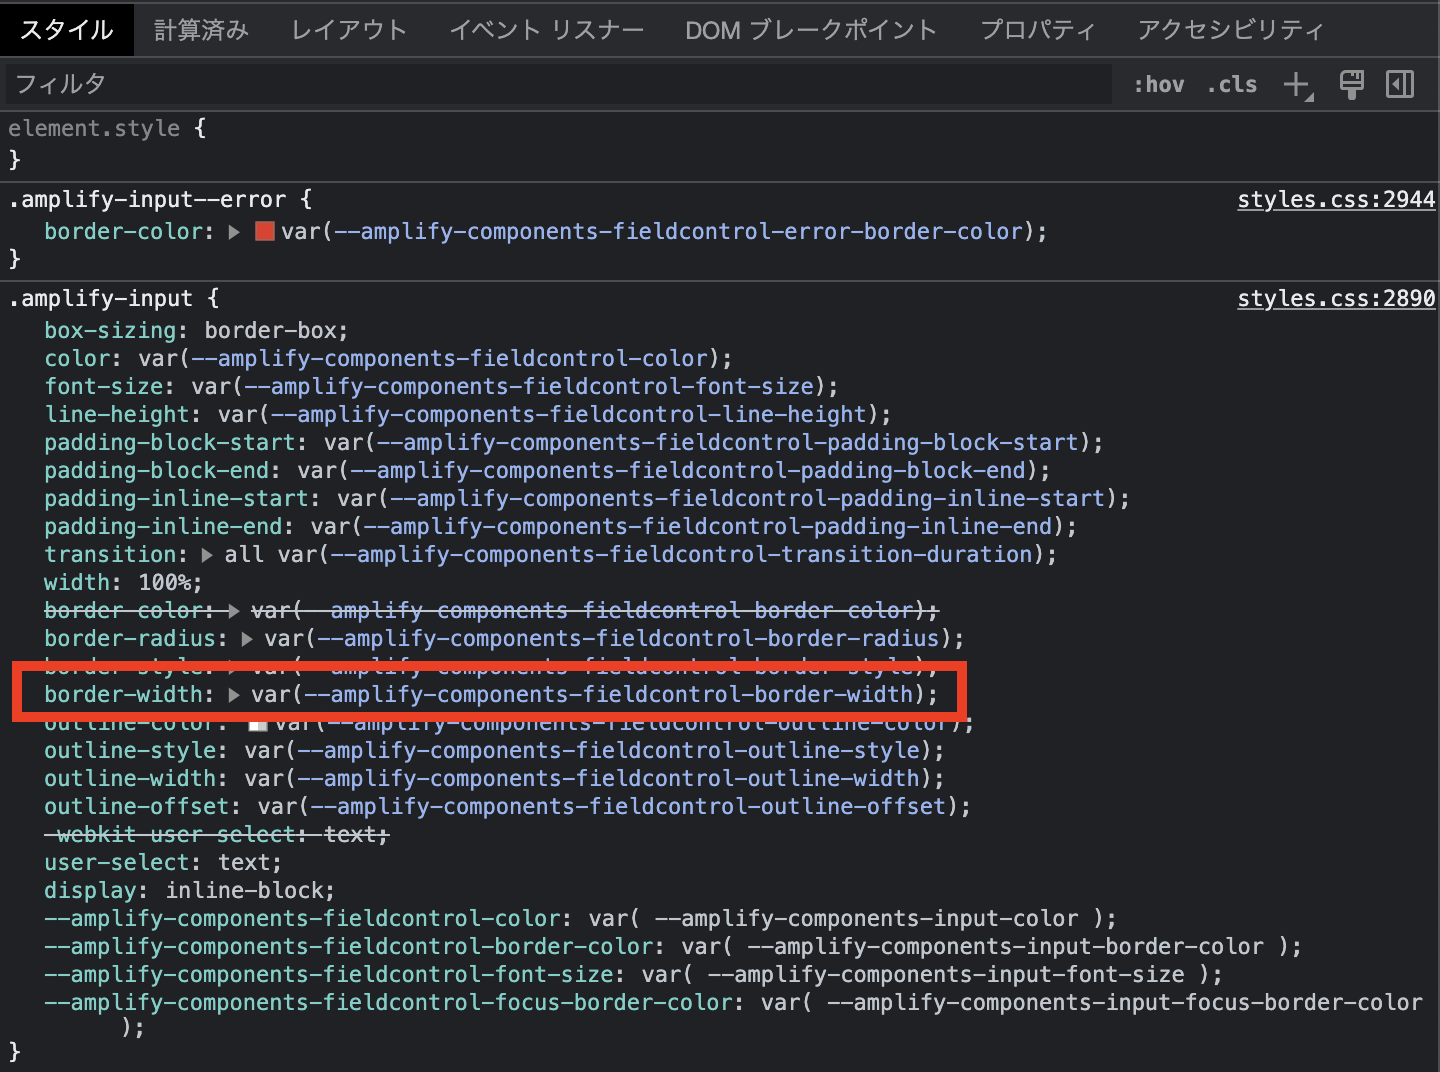 スタイル 計算済み レイアウト イベント リスナー DOM ブレークポイント プロパティ アクセシビリティ
フィルタ :hov .cls
element.style {
}
.amplify-input--error { styles.css:2944
border-color: var(--amplify-components-fieldcontrol-error-border-color);
}
.amplify-input { styles.css:2890
box-sizing: border-box;
color: var(--amplify-components-fieldcontrol-color);
font-size: var(--amplify-components-fieldcontrol-font-size);
line-height: var(--amplify-components-fieldcontrol-line-height);
padding-block-start: var(--amplify-components-fieldcontrol-padding-block-start);
padding-block-end: var(--amplify-components-fieldcontrol-padding-block-end);
padding-inline-start: var(--amplify-components-fieldcontrol-padding-inline-start);
padding-inline-end: var(--amplify-components-fieldcontrol-padding-inline-end);
transition: all var(--amplify-components-fieldcontrol-transition-duration);
width: 100%;
border-color: var(--amplify-components-fieldcontrol-border-color);
border-radius: var(--amplify-components-fieldcontrol-border-radius);
border-style: var(--amplify-components-fieldcontrol-border-style);
border-width: var(--amplify-components-fieldcontrol-border-width);
outline-color: var(--amplify-components-fieldcontrol-outline-color);
outline-style: var(--amplify-components-fieldcontrol-outline-style);
outline-width: var(--amplify-components-fieldcontrol-outline-width);
outline-offset: var(--amplify-components-fieldcontrol-outline-offset);
-webkit-user-select: text;
user-select: text;
display: inline-block;
--amplify-components-fieldcontrol-color: var( --amplify-components-input-color );
--amplify-components-fieldcontrol-border-color: var( --amplify-components-input-border-color );
--amplify-components-fieldcontrol-font-size: var( --amplify-components-input-font-size );
--amplify-components-fieldcontrol-focus-border-color: var( --amplify-components-input-focus-border-color
);
}